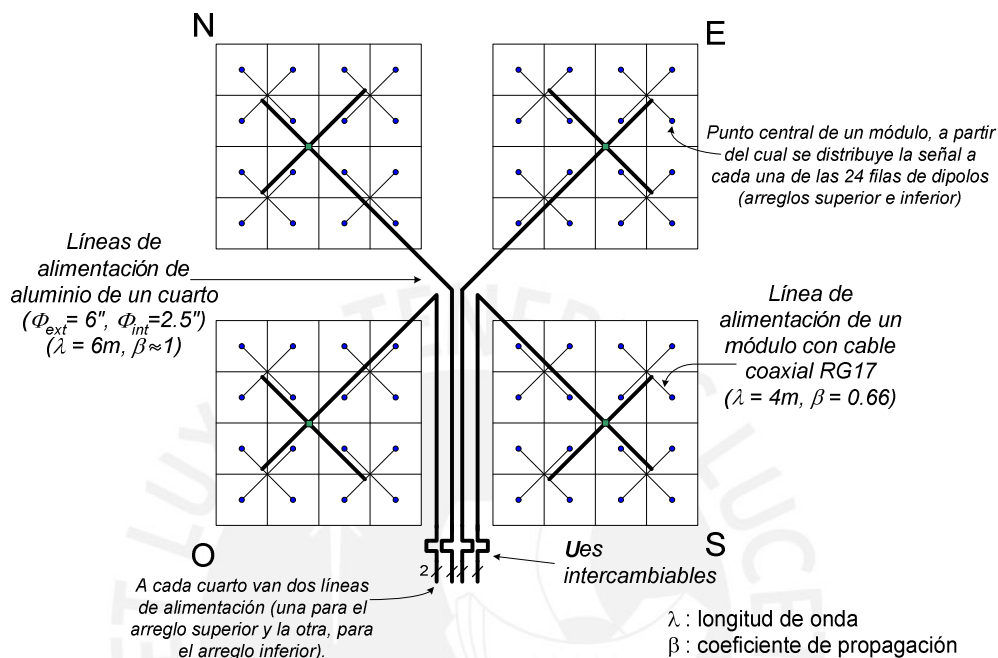 N
E
Punto central de un módulo, a partir
del cual se distribuye la señal a
cada una de las 24 filas de dipolos
(arreglos superior e inferior)
Líneas de
alimentación de
aluminio de un cuarto
(Φext= 6", Φint=2.5")
(λ = 6m, β≈1)
Línea de
alimentación de un
módulo con cable
coaxial RG17
(λ = 4m, β = 0.66)
O
S
2
Ues
intercambiables
A cada cuarto van dos líneas
de alimentación (una para el
arreglo superior y la otra, para
el arreglo inferior).
λ : longitud de onda
β : coeficiente de propagación
TENEB
LUX
ET
S LUCE